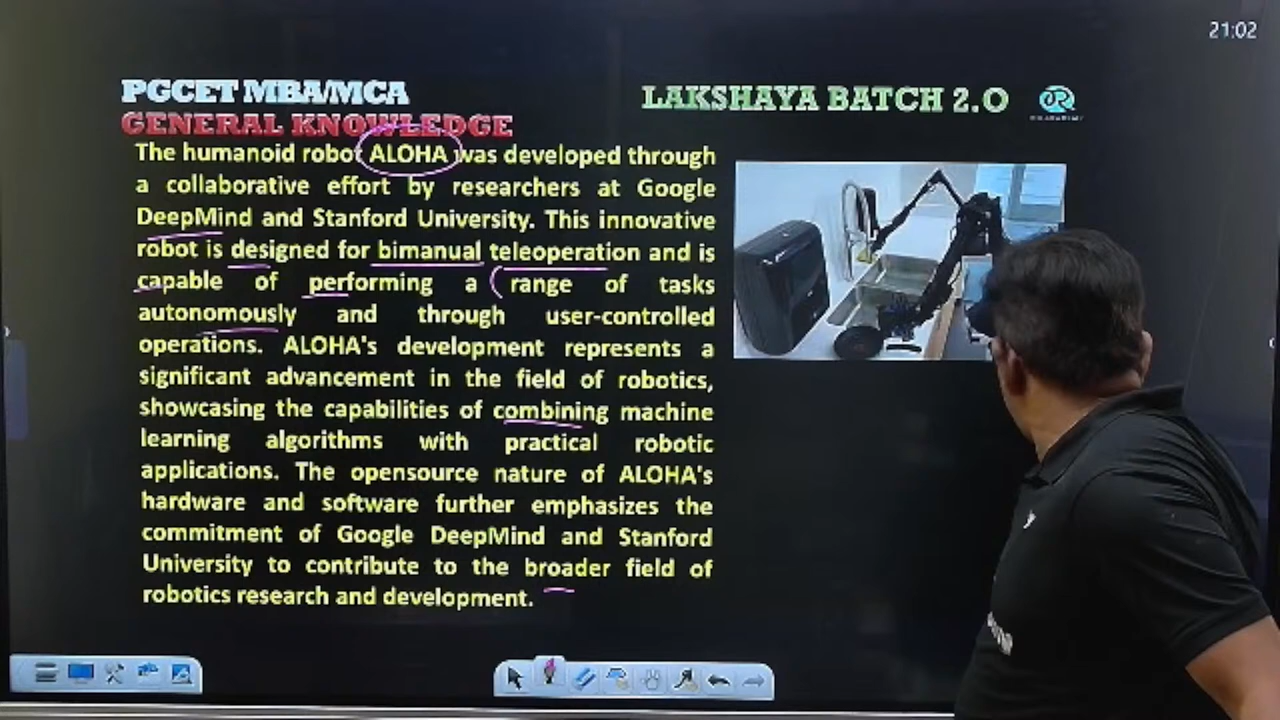 21:02
PGCET MBA/MCA
LAKSHAYA BATCH 2.O
GENERAL KNOWLEDGE
The humanoid robot ALOHA was developed through
a collaborative effort by researchers at Google
DeepMind and Stanford University. This innovative
robot is designed for bimanual teleoperation and is
capable of performing a range of tasks
autonomously and through user-controlled
operations. ALOHA's development represents a
significant advancement in the field of robotics,
showcasing the capabilities of combining machine
learning algorithms with practical robotic
applications. The opensource nature of ALOHA's
hardware and software further emphasizes the
commitment of Google DeepMind and Stanford
University to contribute to the broader field of
robotics research and development.